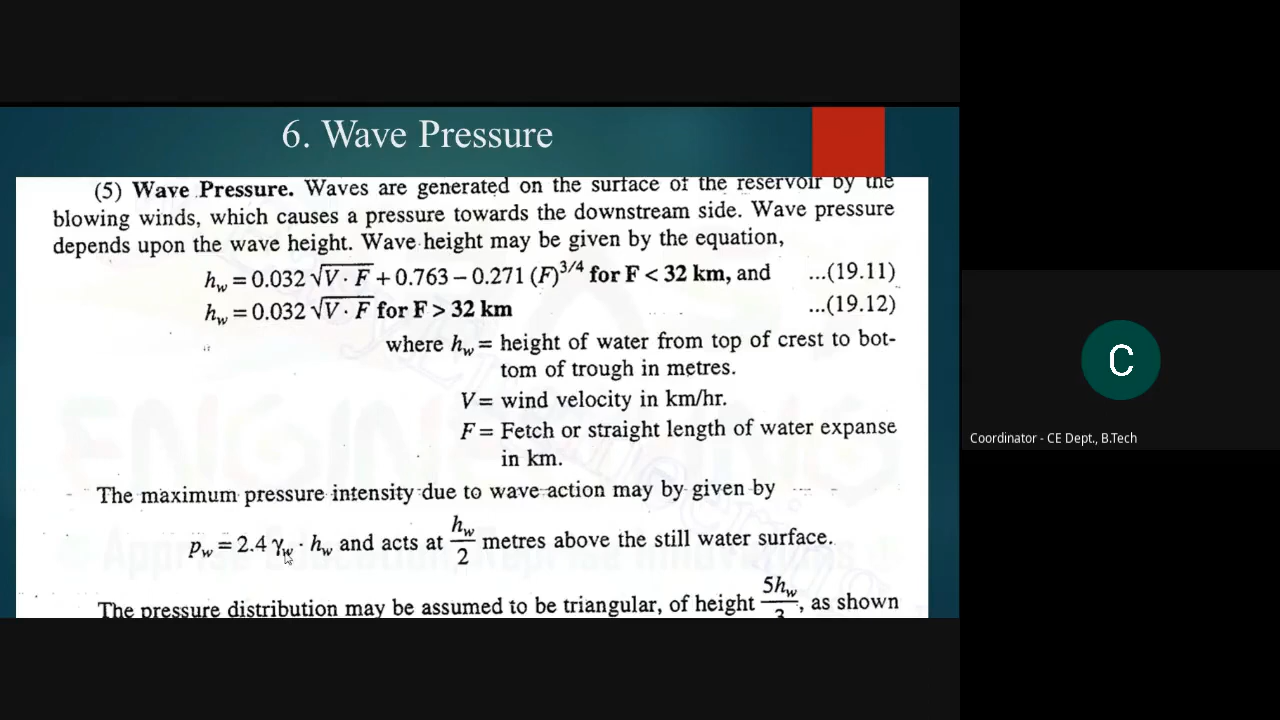 6. Wave Pressure
(5) Wave Pressure. Waves are generated on the surface of the reservoir by the
blowing winds, which causes a pressure towards the downstream side. Wave pressure
depends upon the wave height. Wave height may be given by the equation,
h_w = 0.032 √V · F + 0.763 – 0.271 (F)^3/4 for F < 32 km, and ...(19.11)
h_w = 0.032 √V · F for F > 32 km ...(19.12)
where h_w = height of water from top of crest to bot-
tom of trough in metres.
V = wind velocity in km/hr.
F = Fetch or straight length of water expanse
in km.
The maximum pressure intensity due to wave action may by given by
p_w = 2.4 γ_w · h_w and acts at h_w/2 metres above the still water surface.
The pressure distribution may be assumed to be triangular, of height 5h_w/3, as shown
C
Coordinator - CE Dept., B.Tech